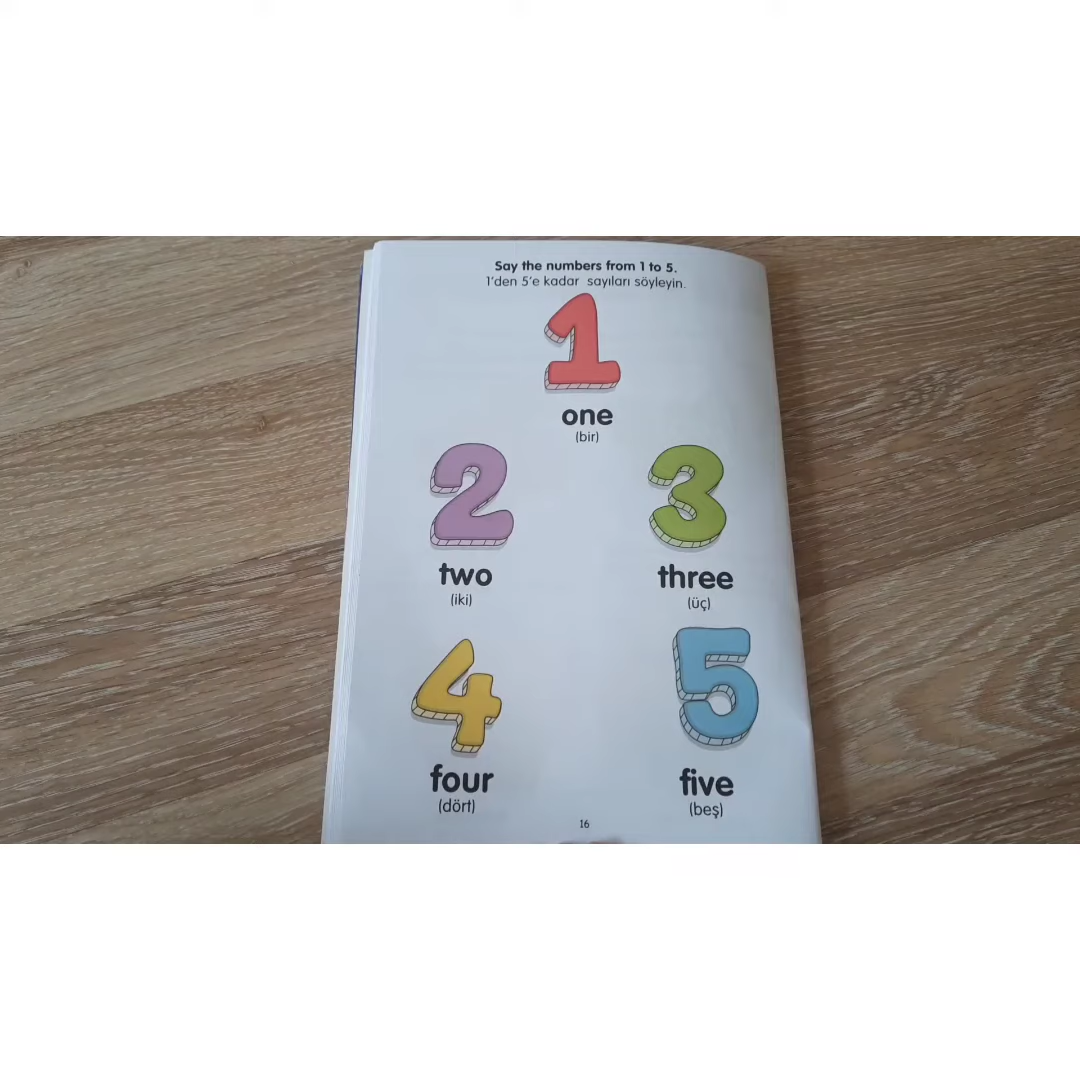 Say the numbers from 1 to 5.
1'den 5'e kadar sayıları söyleyin.
1
one
(bir)
2 3
two three
(iki) (üç)
4 5
four five
(dört) (beş)
16